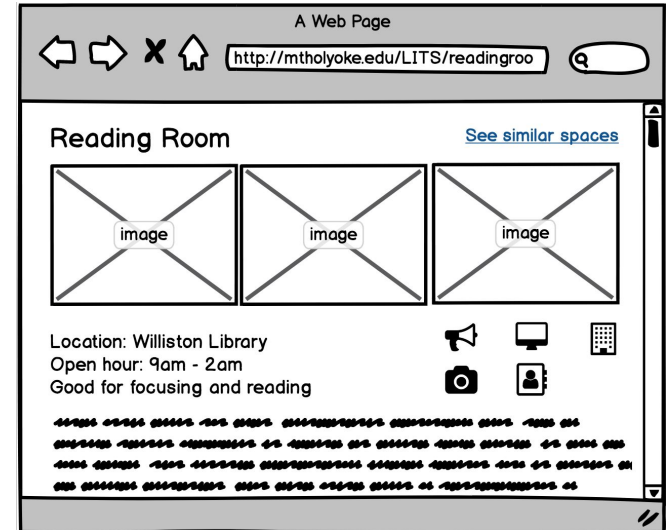 A Web Page
http://mtholyoke.edu/LITS/readingroo
Reading Room
See similar spaces
image
image
image
Location: Williston Library
Open hour: 9am - 2am
Good for focusing and reading